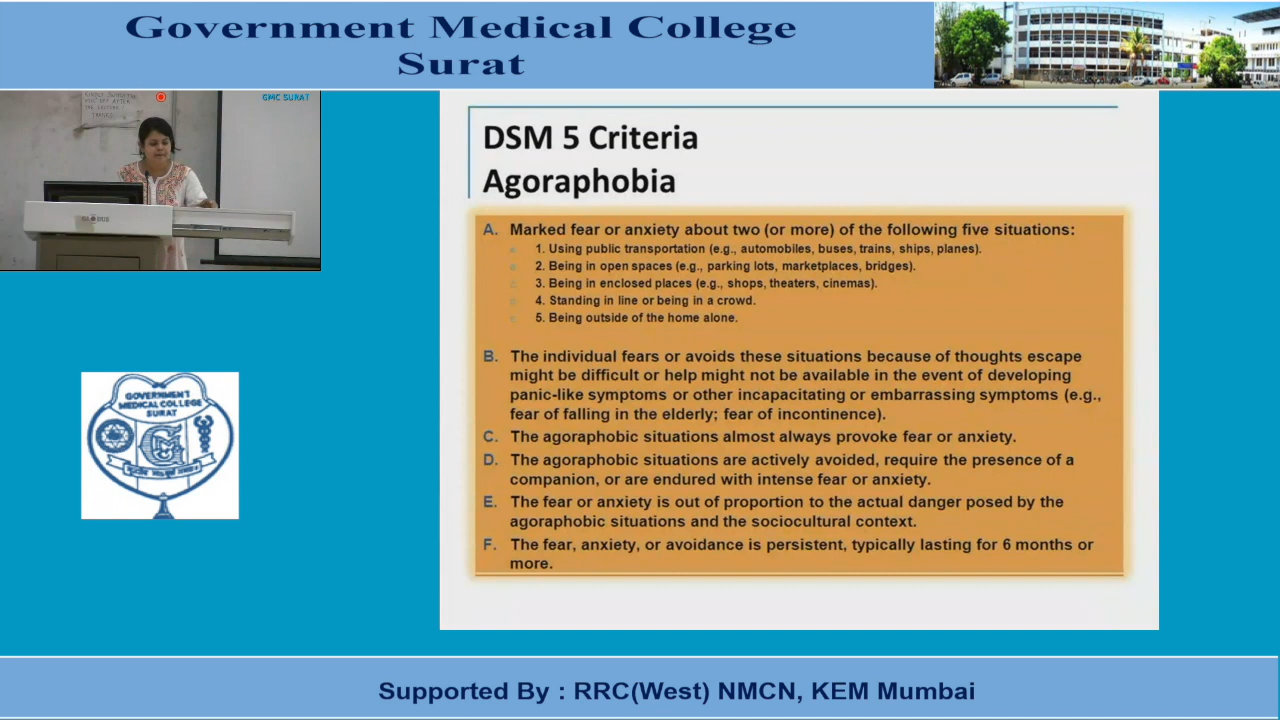 Government Medical College
Surat
GMC SURAT
GLOBUS
GOVERNMENT
MEDICAL COLLEGE
SURAT
DSM 5 Criteria
Agoraphobia
A. Marked fear or anxiety about two (or more) of the following five situations:
1. Using public transportation (e.g., automobiles, buses, trains, ships, planes).
2. Being in open spaces (e.g., parking lots, marketplaces, bridges).
3. Being in enclosed places (e.g., shops, theaters, cinemas).
4. Standing in line or being in a crowd.
5. Being outside of the home alone.
B. The individual fears or avoids these situations because of thoughts escape
might be difficult or help might not be available in the event of developing
panic-like symptoms or other incapacitating or embarrassing symptoms (e.g.,
fear of falling in the elderly; fear of incontinence).
C. The agoraphobic situations almost always provoke fear or anxiety.
D. The agoraphobic situations are actively avoided, require the presence of a
companion, or are endured with intense fear or anxiety.
E. The fear or anxiety is out of proportion to the actual danger posed by the
agoraphobic situations and the sociocultural context.
F. The fear, anxiety, or avoidance is persistent, typically lasting for 6 months or
more.
Supported By : RRC(West) NMCN, KEM Mumbai